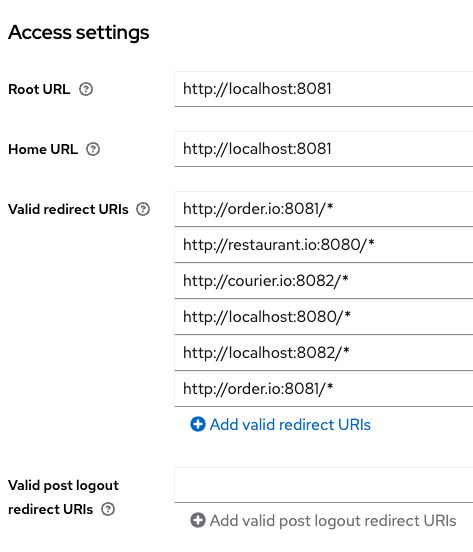 Access settings
Root URL
http://localhost:8081
Home URL
http://localhost:8081
Valid redirect URIs
http://order.io:8081/*
http://restaurant.io:8080/*
http://courier.io:8082/*
http://localhost:8080/*
http://localhost:8082/*
http://order.io:8081/*
Add valid redirect URIs
Valid post logout
redirect URIs
Add valid post logout redirect URIs